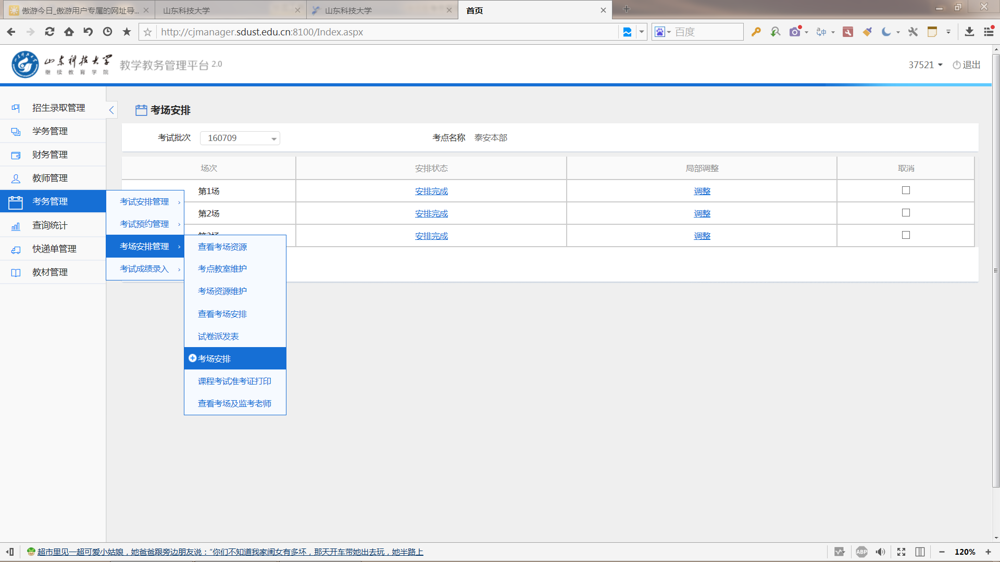 傲游今日_傲游用户专属的网址导...
山东科技大学
山东科技大学
首页
http://cjmanager.sdust.edu.cn:8100/Index.aspx
百度
山东科技大学
继续教育学院
教学教务管理平台 2.0
37521
退出
招生录取管理
学务管理
财务管理
教师管理
考务管理
查询统计
快递单管理
教材管理
考试安排管理
考试预约管理
考场安排管理
考试成绩录入
查看考场资源
考点教室维护
考场资源维护
查看考场安排
试卷派发表
考场安排
课程考试准考证打印
查看考场及监考老师
考场安排
考试批次 160709 考点名称 泰安本部
场次 安排状态 局部调整 取消
第1场 安排完成 调整
第2场 安排完成 调整
安排完成 调整
超市里见一超可爱小姑娘，她爸爸跟旁边朋友说："你们不知道我家闺女有多坏，那天开车带她出去玩，她半路上
ABP
120%